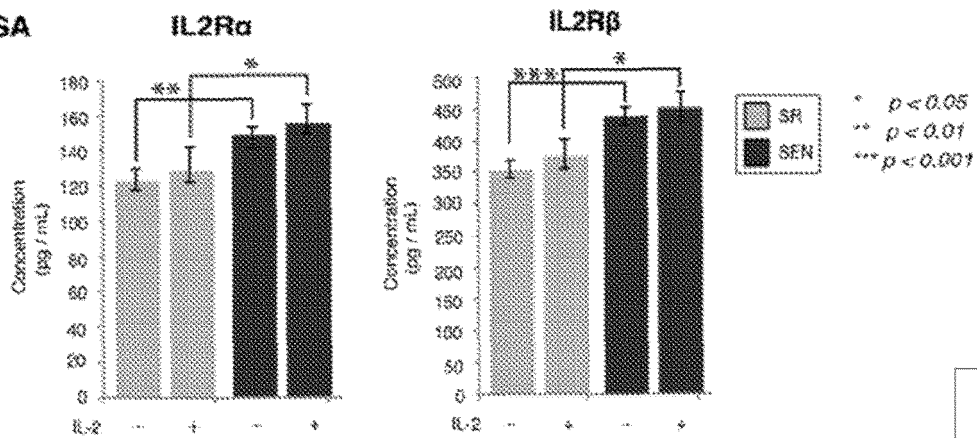 SA
IL2Rα
IL2Rβ
Concentration
(pg / mL)
180
160
140
120
100
80
60
40
20
0
**
*
IL-2 - + - +
Concentration
(pg / mL)
500
450
400
350
300
250
200
150
100
50
0
***
*
IL-2 - + - +
SR
SEN
* p < 0.05
** p < 0.01
*** p < 0.001